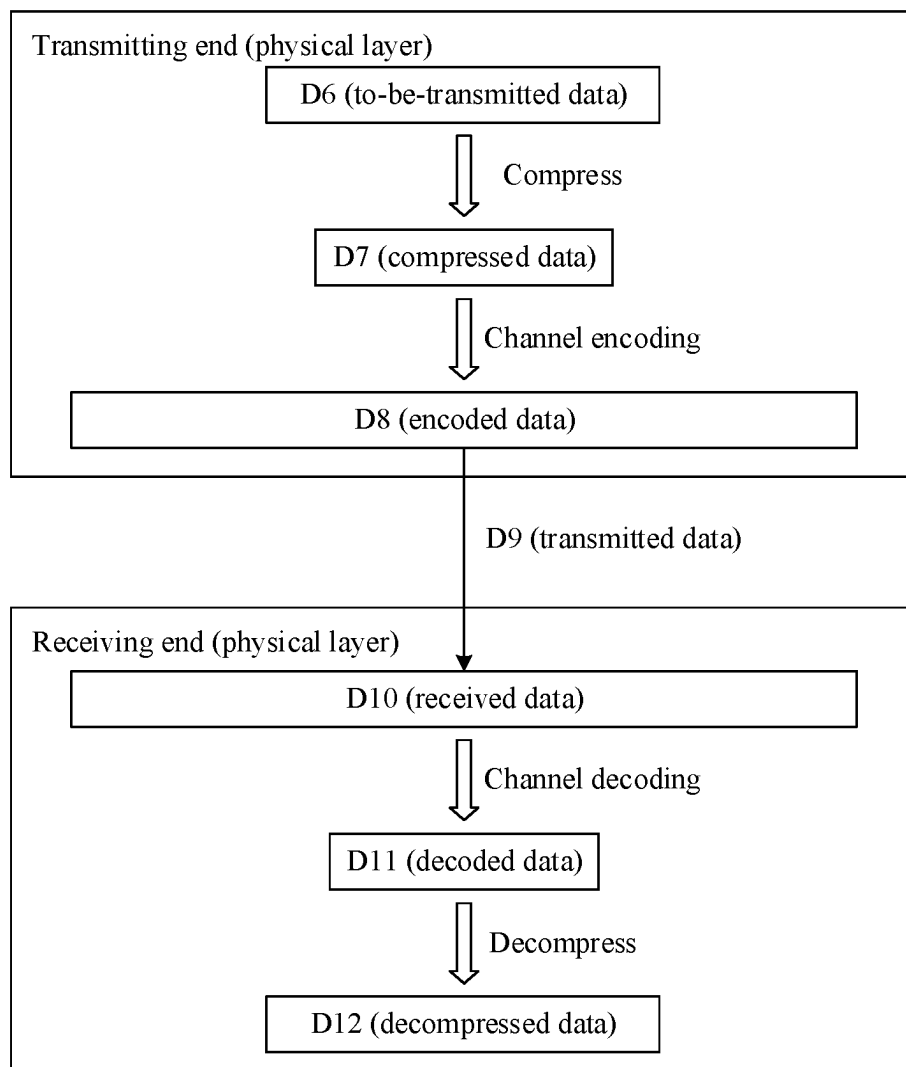 Transmitting end (physical layer)
D6 (to-be-transmitted data)
Compress
D7 (compressed data)
Channel encoding
D8 (encoded data)
D9 (transmitted data)
Receiving end (physical layer)
D10 (received data)
Channel decoding
D11 (decoded data)
Decompress
D12 (decompressed data)